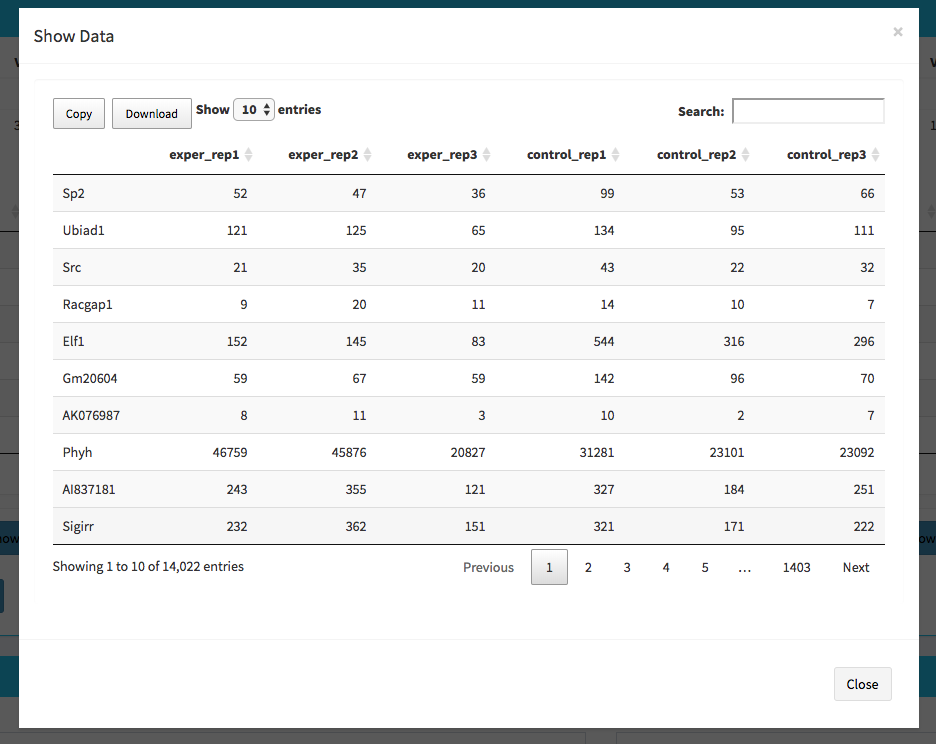 Show Data ×
Copy Download Show 10 entries Search:
exper_rep1 exper_rep2 exper_rep3 control_rep1 control_rep2 control_rep3
Sp2 52 47 36 99 53 66
Ubiad1 121 125 65 134 95 111
Src 21 35 20 43 22 32
Racgap1 9 20 11 14 10 7
Elf1 152 145 83 544 316 296
Gm20604 59 67 59 142 96 70
AK076987 8 11 3 10 2 7
Phyh 46759 45876 20827 31281 23101 23092
AI837181 243 355 121 327 184 251
Sigirr 232 362 151 321 171 222
Showing 1 to 10 of 14,022 entries Previous 1 2 3 4 5 … 1403 Next
Close